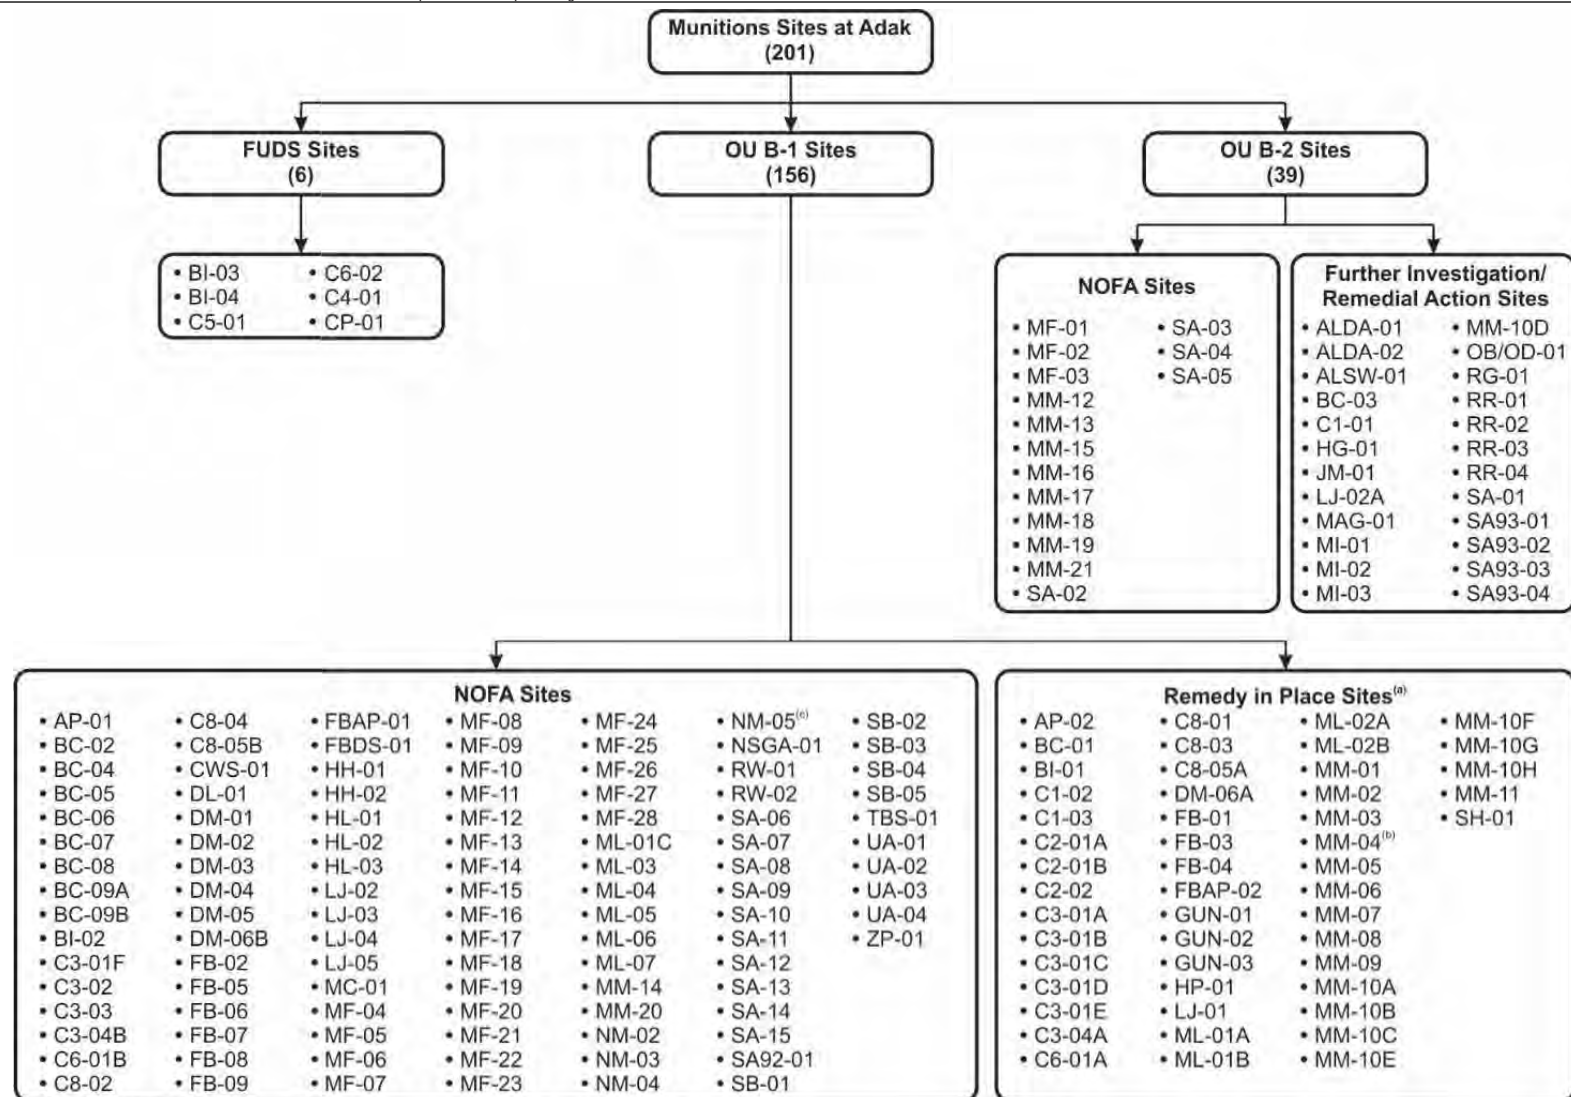 Munitions Sites at Adak
(201)
FUDS Sites
(6)
OU B-1 Sites
(156)
OU B-2 Sites
(39)
• BI-03
• BI-04
• C5-01
• C6-02
• C4-01
• CP-01
NOFA Sites
• MF-01
• MF-02
• MF-03
• MM-12
• MM-13
• MM-15
• MM-16
• MM-17
• MM-18
• MM-19
• MM-21
• SA-02
• SA-03
• SA-04
• SA-05
Further Investigation/
Remedial Action Sites
• ALDA-01
• ALDA-02
• ALSW-01
• BC-03
• C1-01
• HG-01
• JM-01
• LJ-02A
• MAG-01
• MI-01
• MI-02
• MI-03
• MM-10D
• OB/OD-01
• RG-01
• RR-01
• RR-02
• RR-03
• RR-04
• SA-01
• SA93-01
• SA93-02
• SA93-03
• SA93-04
NOFA Sites
• AP-01
• BC-02
• BC-04
• BC-05
• BC-06
• BC-07
• BC-08
• BC-09A
• BC-09B
• BI-02
• C3-01F
• C3-02
• C3-03
• C3-04B
• C6-01B
• C8-02
• C8-04
• C8-05B
• CWS-01
• DL-01
• DM-01
• DM-02
• DM-03
• DM-04
• DM-05
• DM-06B
• FB-02
• FB-05
• FB-06
• FB-07
• FB-08
• FB-09
• FBAP-01
• FBDS-01
• HH-01
• HH-02
• HL-01
• HL-02
• HL-03
• LJ-02
• LJ-03
• LJ-04
• LJ-05
• MC-01
• MF-04
• MF-05
• MF-06
• MF-07
• MF-08
• MF-09
• MF-10
• MF-11
• MF-12
• MF-13
• MF-14
• MF-15
• MF-16
• MF-17
• MF-18
• MF-19
• MF-20
• MF-21
• MF-22
• MF-23
• MF-24
• MF-25
• MF-26
• MF-27
• MF-28
• ML-01C
• ML-03
• ML-04
• ML-05
• ML-06
• ML-07
• MM-14
• MM-20
• NM-02
• NM-03
• NM-04
• NM-05(c)
• NSGA-01
• RW-01
• RW-02
• SA-06
• SA-07
• SA-08
• SA-09
• SA-10
• SA-11
• SA-12
• SA-13
• SA-14
• SA-15
• SA92-01
• SB-01
• SB-02
• SB-03
• SB-04
• SB-05
• TBS-01
• UA-01
• UA-02
• UA-03
• UA-04
• ZP-01
Remedy in Place Sites(a)
• AP-02
• BC-01
• BI-01
• C1-02
• C1-03
• C2-01A
• C2-01B
• C2-02
• C3-01A
• C3-01B
• C3-01C
• C3-01D
• C3-01E
• C3-04A
• C6-01A
• C8-01
• C8-03
• C8-05A
• DM-06A
• FB-01
• FB-03
• FB-04
• FBAP-02
• GUN-01
• GUN-02
• GUN-03
• HP-01
• LJ-01
• ML-01A
• ML-01B
• ML-02A
• ML-02B
• MM-01
• MM-02
• MM-03
• MM-04(b)
• MM-05
• MM-06
• MM-07
• MM-08
• MM-09
• MM-10A
• MM-10B
• MM-10C
• MM-10E
• MM-10F
• MM-10G
• MM-10H
• MM-11
• SH-01